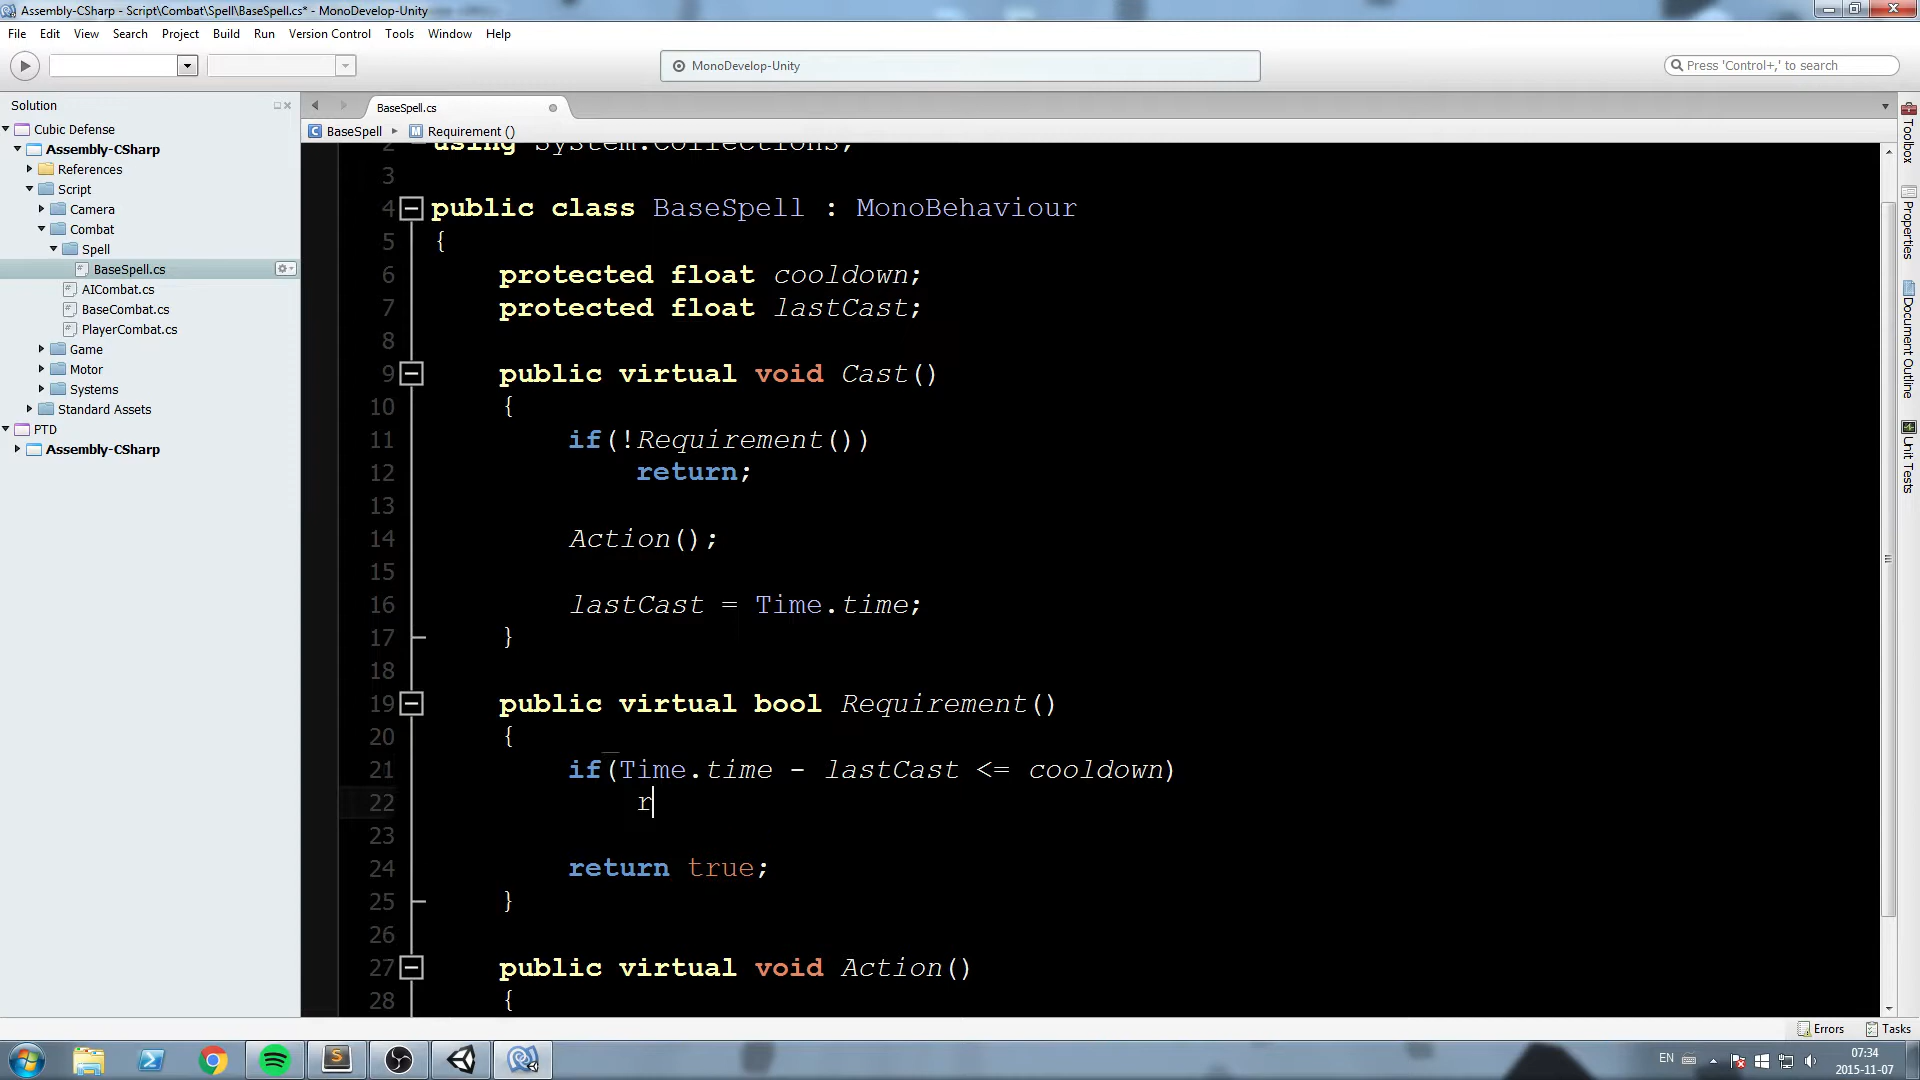 Assembly-CSharp - Script\Combat\Spell\BaseSpell.cs* - MonoDevelop-Unity
File Edit View Search Project Build Run Version Control Tools Window Help
MonoDevelop-Unity
Press 'Control+,' to search
Solution
BaseSpell.cs
BaseSpell
Requirement ()
Cubic Defense
Assembly-CSharp
References
Script
Camera
Combat
Spell
BaseSpell.cs
AICombat.cs
BaseCombat.cs
PlayerCombat.cs
Game
Motor
Systems
Standard Assets
PTD
Assembly-CSharp
2 using System.Collections;
3
4 public class BaseSpell : MonoBehaviour
5 {
6 protected float cooldown;
7 protected float lastCast;
8
9 public virtual void Cast()
10 {
11 if(!Requirement())
12 return;
13
14 Action();
15
16 lastCast = Time.time;
17 }
18
19 public virtual bool Requirement()
20 {
21 if(Time.time - lastCast <= cooldown)
22 r
23
24 return true;
25 }
26
27 public virtual void Action()
28 {
Toolbox
Properties
Document Outline
Unit Tests
Errors
Tasks
EN
07:34
2015-11-07